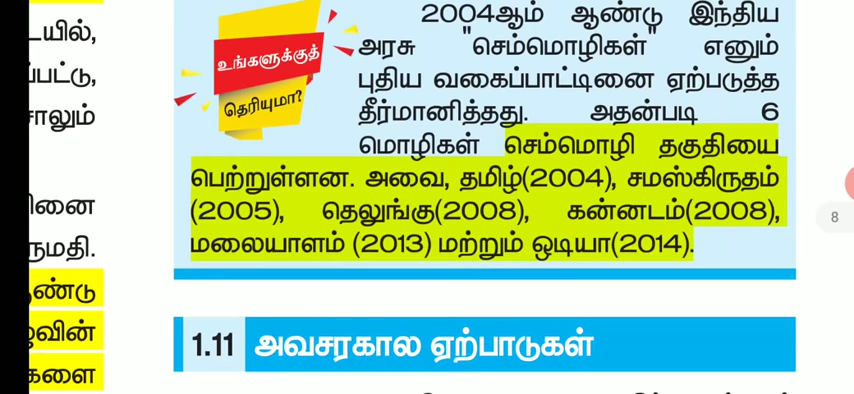 டையில்,
ப்பட்டு,
சாலும்
ண்டு
களை
உங்களுக்குத்
தெரியுமா?
2004ஆம் ஆண்டு இந்திய
அரசு "செம்மொழிகள்" எனும்
புதிய வகைப்பாட்டினை ஏற்படுத்த
தீர்மானித்தது. அதன்படி 6
மொழிகள் செம்மொழி தகுதியை
பெற்றுள்ளன. அவை, தமிழ்(2004), சமஸ்கிருதம்
(2005), தெலுங்கு(2008), கன்னடம்(2008),
மலையாளம் (2013) மற்றும் ஒடியா(2014).
1.11 அவசரகால ஏற்பாடுகள்
8